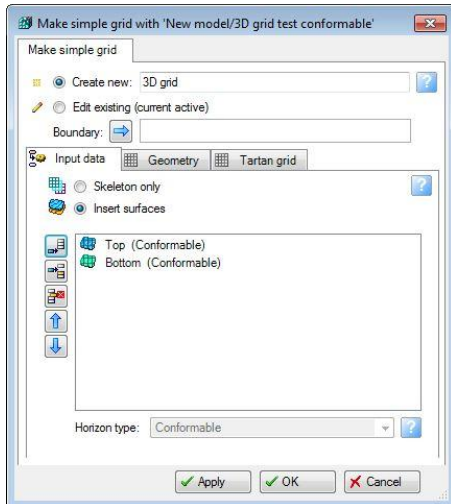 Make simple grid with 'New model/3D grid test conformable'
Make simple grid
Create new: 3D grid
Edit existing (current active)
Boundary:
Input data Geometry Tartan grid
Skeleton only
Insert surfaces
Top (Conformable)
Bottom (Conformable)
Horizon type: Conformable
Apply OK Cancel